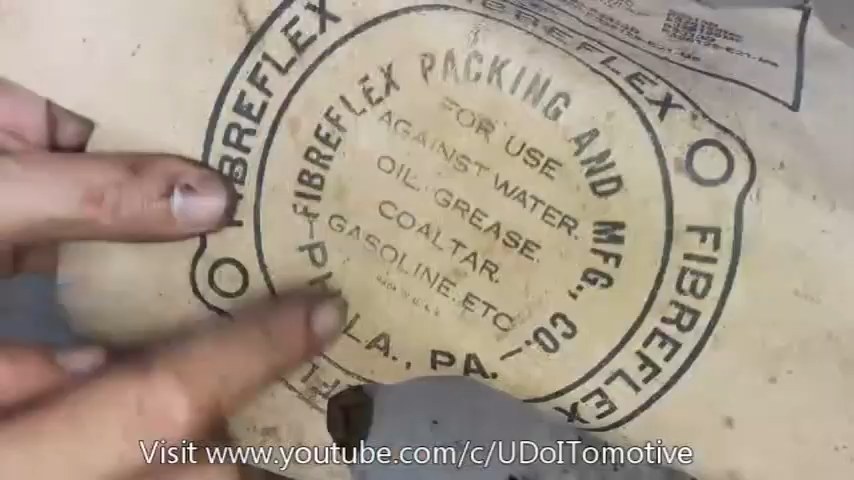 FIBREFLEX
FIBREFLEX
FIBREFLEX
FIBREFLEX PACKING AND MFG., CO.
FOR USE
AGAINST WATER.
OIL. GREASE.
COALTAR.
GASOLINE. ETC
LA., PA.
Visit www.youtube.com/c/UDoITomotive